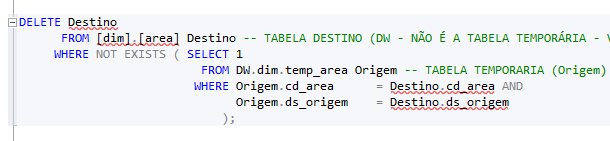 DELETE Destino
FROM [dim].[area] Destino -- TABELA DESTINO (DW - NÃO É A TABELA TEMPORÁRIA - V
WHERE NOT EXISTS ( SELECT 1
FROM DW.dim.temp_area Origem -- TABELA TEMPORARIA (Origem)
WHERE Origem.cd_area = Destino.cd_area AND
Origem.ds_origem = Destino.ds_origem
);